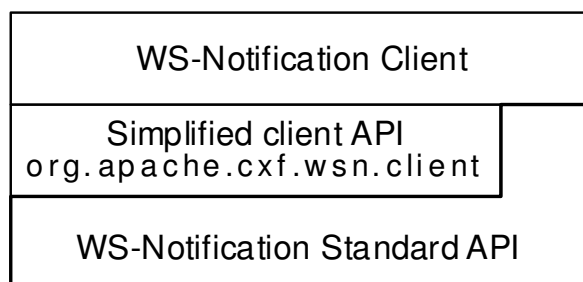 WS-Notification Client
Simplified client API
org.apache.cxf.wsn.client
WS-Notification Standard API